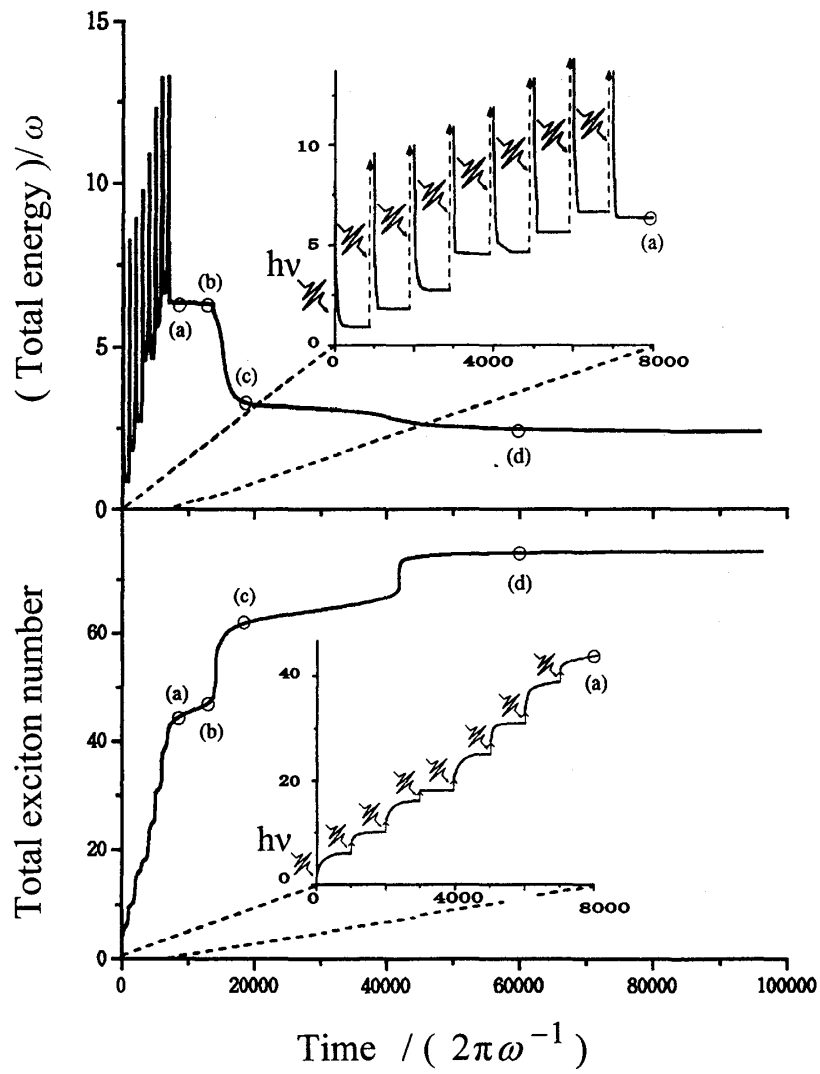 (Total energy)/ω
15
10
5
0
(a)
(b)
(c)
(d)
hν
10
5
0
(a)
0
4000
8000
Total exciton number
60
40
20
0
(a)
(b)
(c)
(d)
hν
40
20
0
(a)
0
4000
8000
0
20000
40000
60000
80000
100000
Time / ( 2πω⁻¹ )